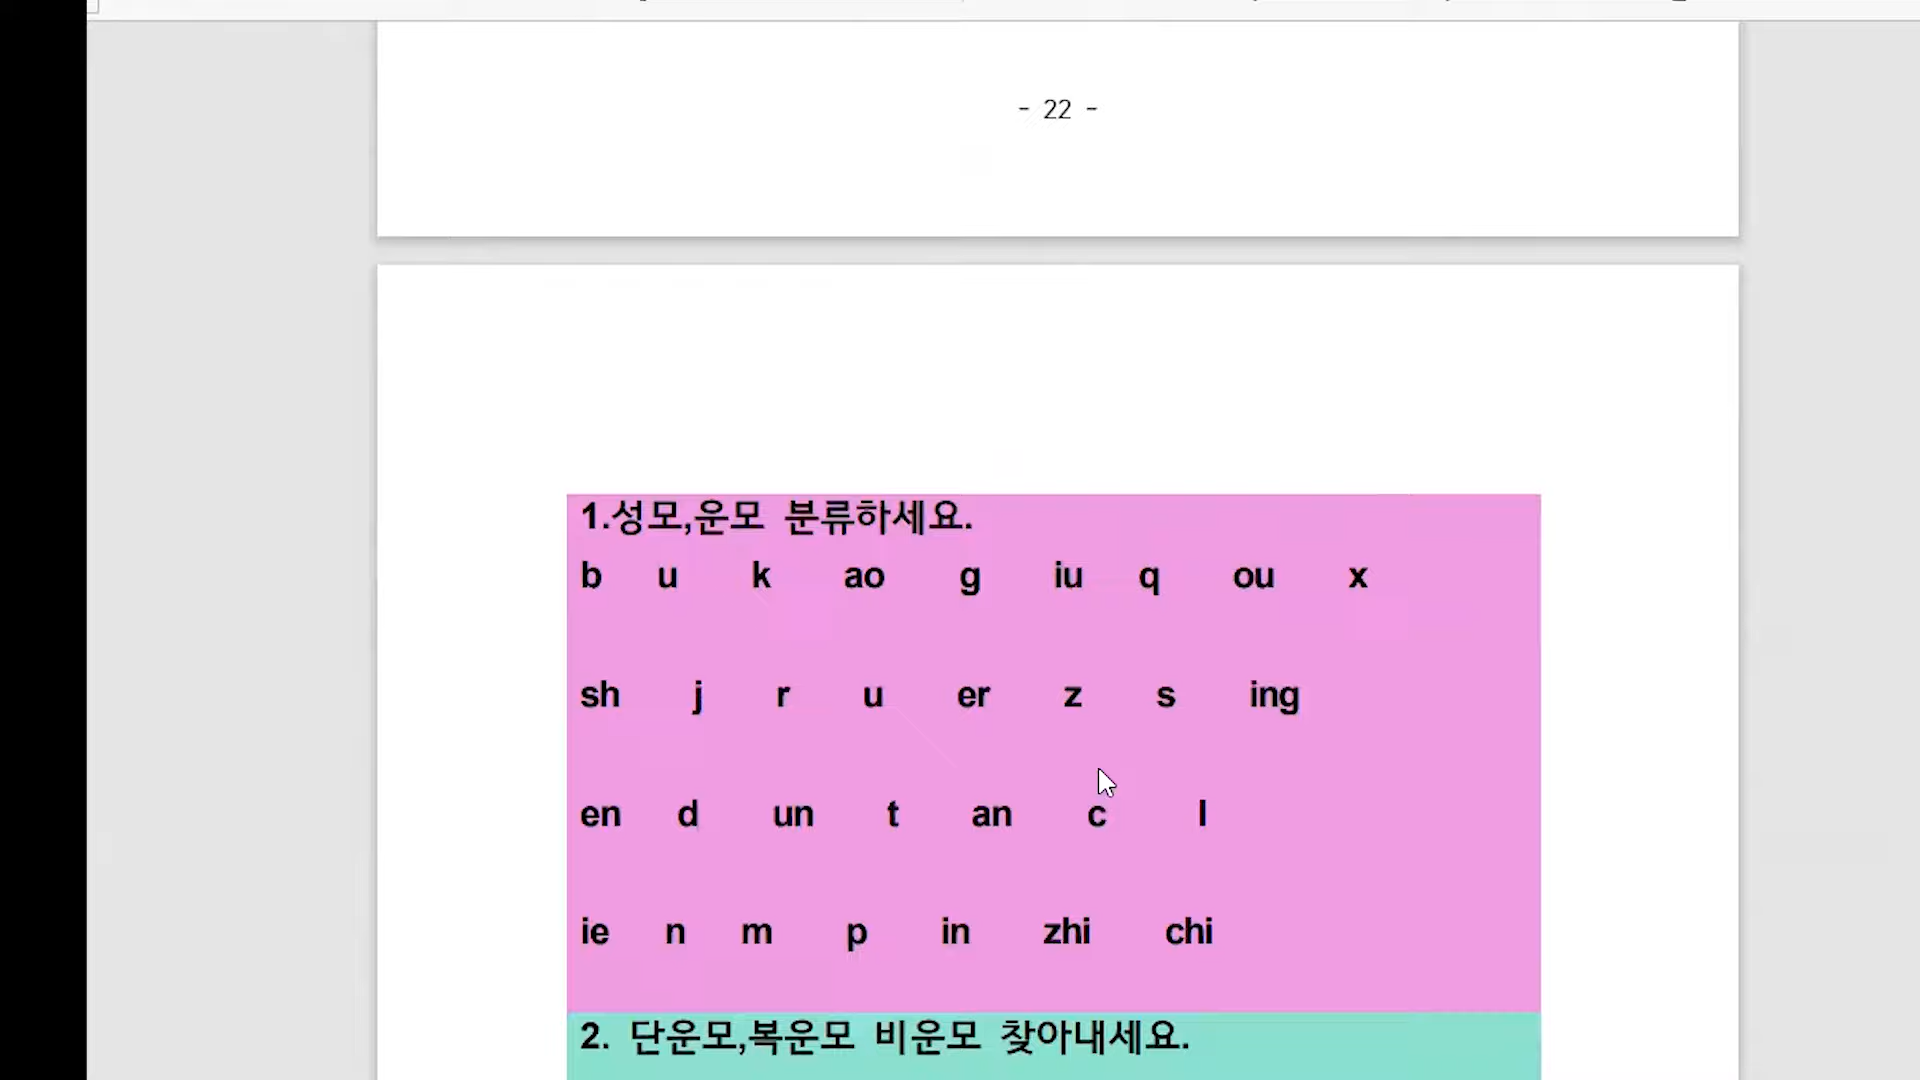 - 22 -
1.성모,운모 분류하세요.
b u k ao g iu q ou x
sh j r u er z s ing
en d un t an c l
ie n m p in zhi chi
2. 단운모,복운모 비운모 찾아내세요.